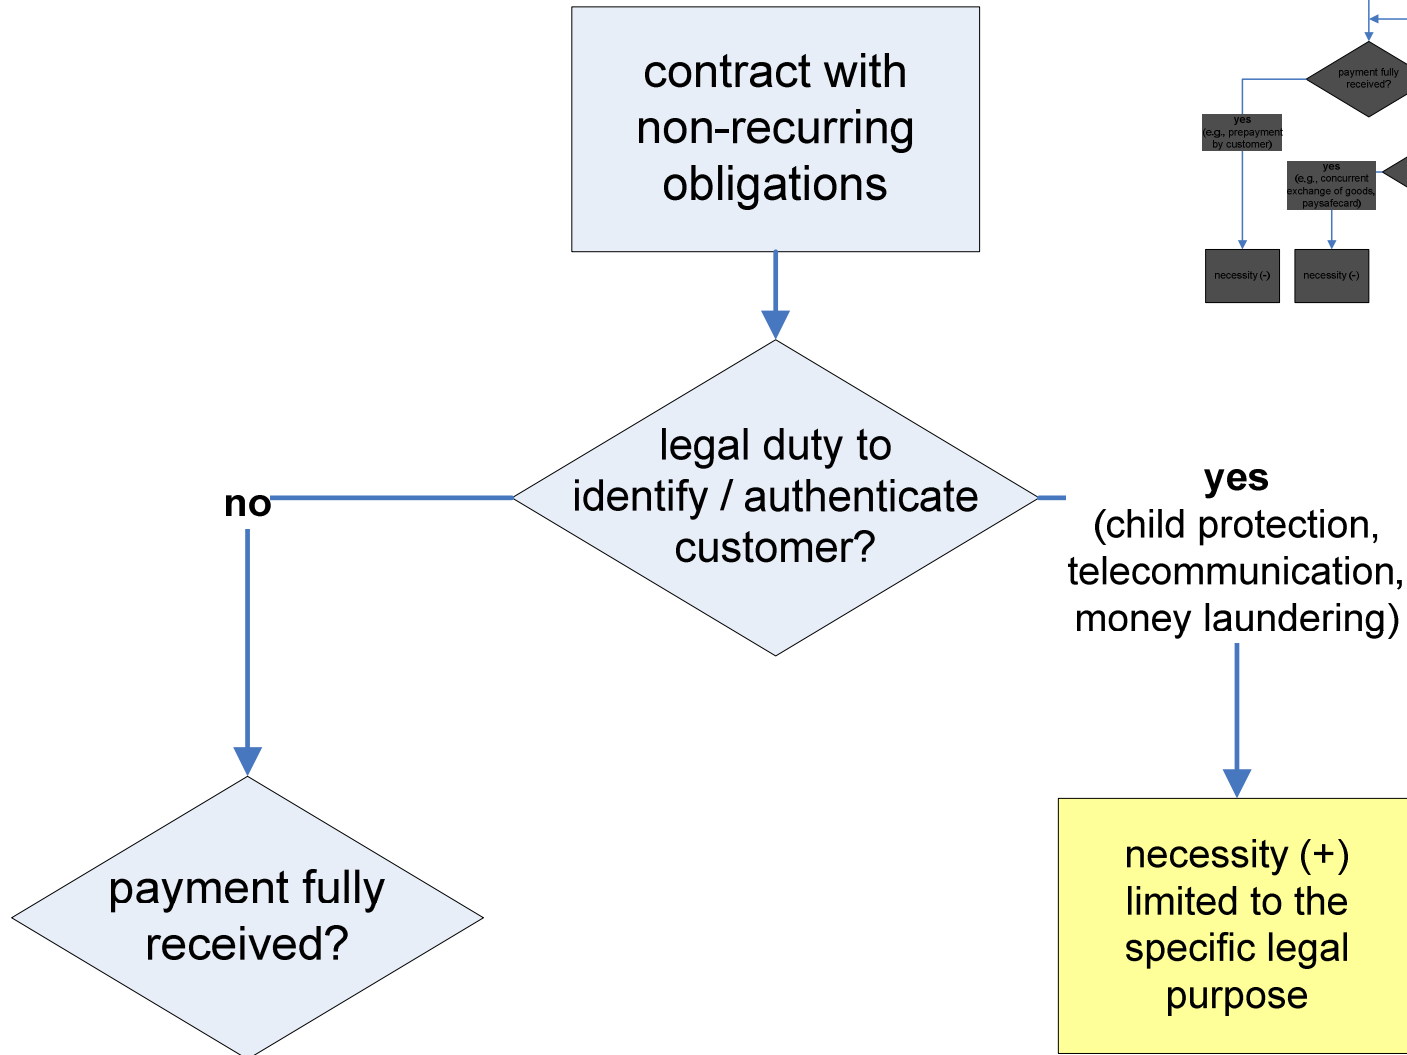 contract with
non-recurring
obligations
payment fully
received?
yes
(e.g., prepayment
by customer)
yes
(e.g., concurrent
exchange of goods,
paysafecard)
necessity (-)
necessity (-)
legal duty to
identify / authenticate
customer?
no
yes
(child protection,
telecommunication,
money laundering)
payment fully
received?
necessity (+)
limited to the
specific legal
purpose